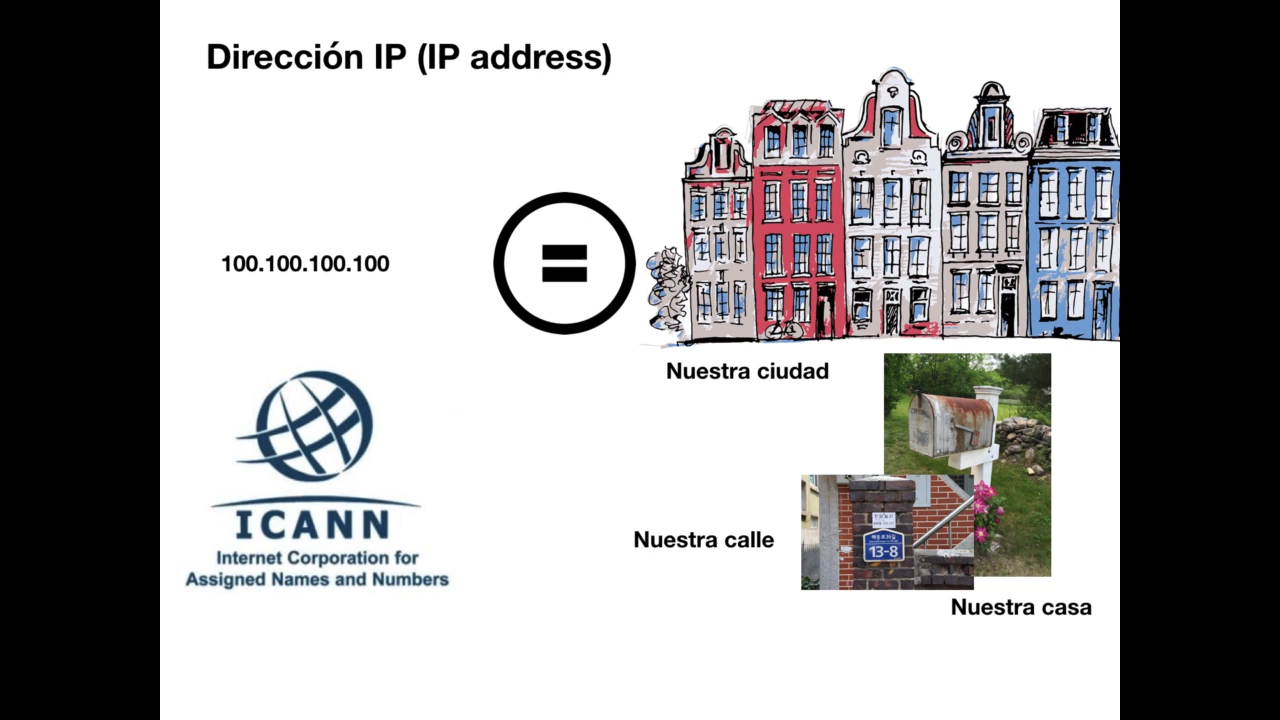 Dirección IP (IP address)
100.100.100.100
Nuestra ciudad
ICANN
Internet Corporation for
Assigned Names and Numbers
Nuestra calle
13-8
Nuestra casa